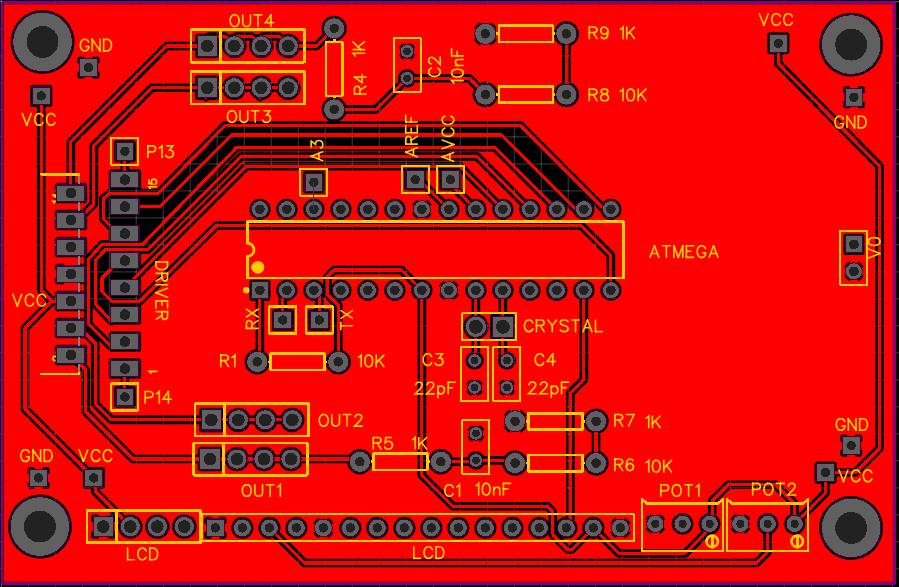 OUT4
VCC
GND
1K
R9 1K
R4
C2
10nF
R8 10K
VCC
OUT3
GND
P13
A3
AREF
AVCC
15
ATMEGA
VO
DRIVER
VCC
RX
TX
CRYSTAL
R1
10K
C3
C4
22pF
22pF
1
P14
OUT2
R7 1K
GND
R5 1K
GND
VCC
R6 10K
VCC
OUT1
C1 10nF
POT1
POT2
LCD
LCD